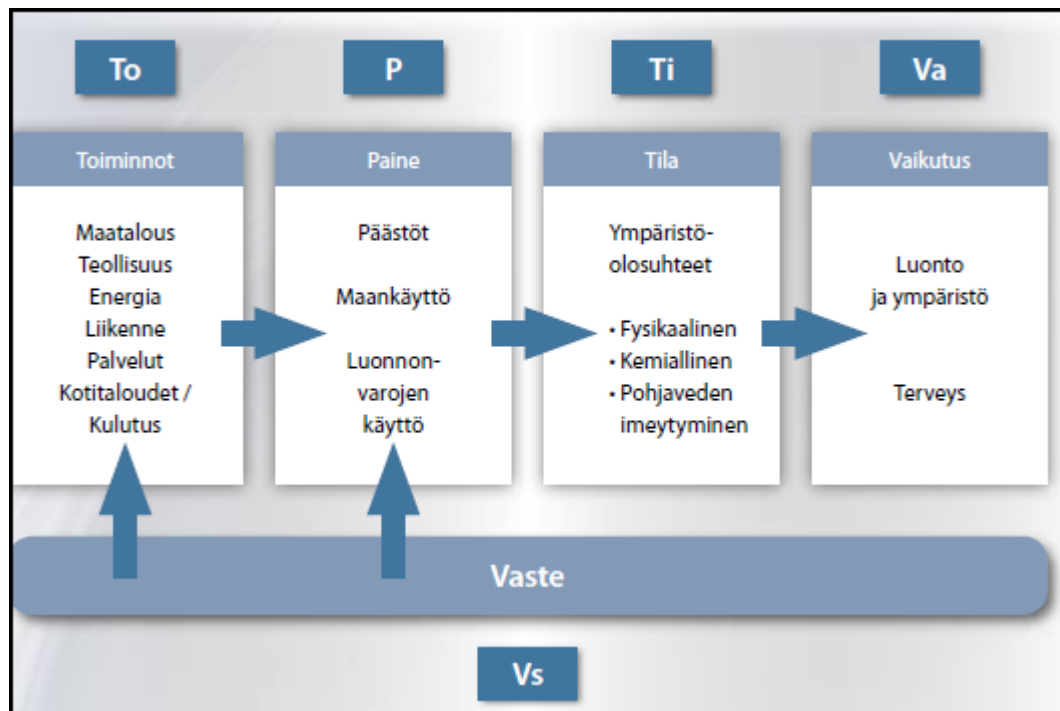 To
P
Ti
Va
Toiminnot
Maatalous
Teollisuus
Energia
Liikenne
Palvelut
Kotitaloudet /
Kulutus
Paine
Päästöt
Maankäyttö
Luonnon-
varojen
käyttö
Tila
Ympäristö-
olosuhteet
• Fysikaalinen
• Kemiallinen
• Pohjaveden
imeytyminen
Vaikutus
Luonto
ja ympäristö
Terveys
Vaste
Vs